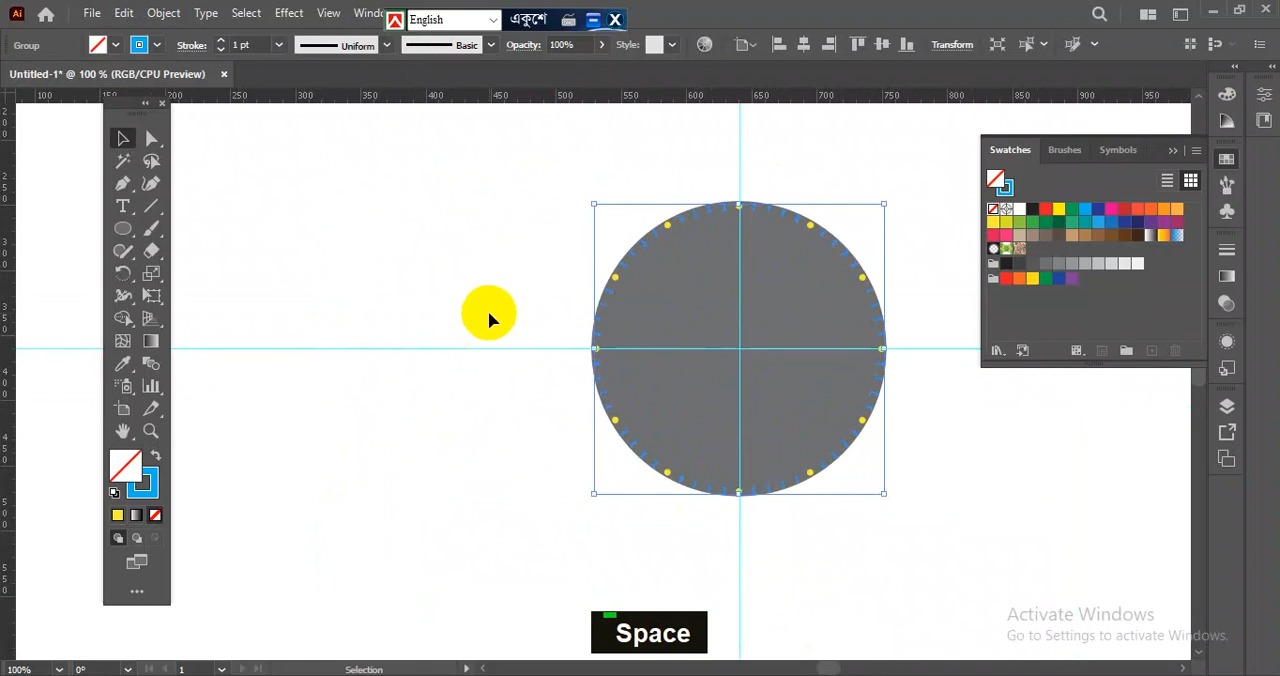 File Edit Object Type Select Effect View Windo
English একুশে X
Group Stroke: 1 pt Uniform Basic Opacity: 100% Style: Transform
Untitled-1* @ 100 % (RGB/CPU Preview) ×
100 150 200 250 300 350 400 450 500 550 600 650 700 750 800 850 900 950
Swatches Brushes Symbols
Space
Activate Windows
Go to Settings to activate Windows.
100% 0° 1 Selection